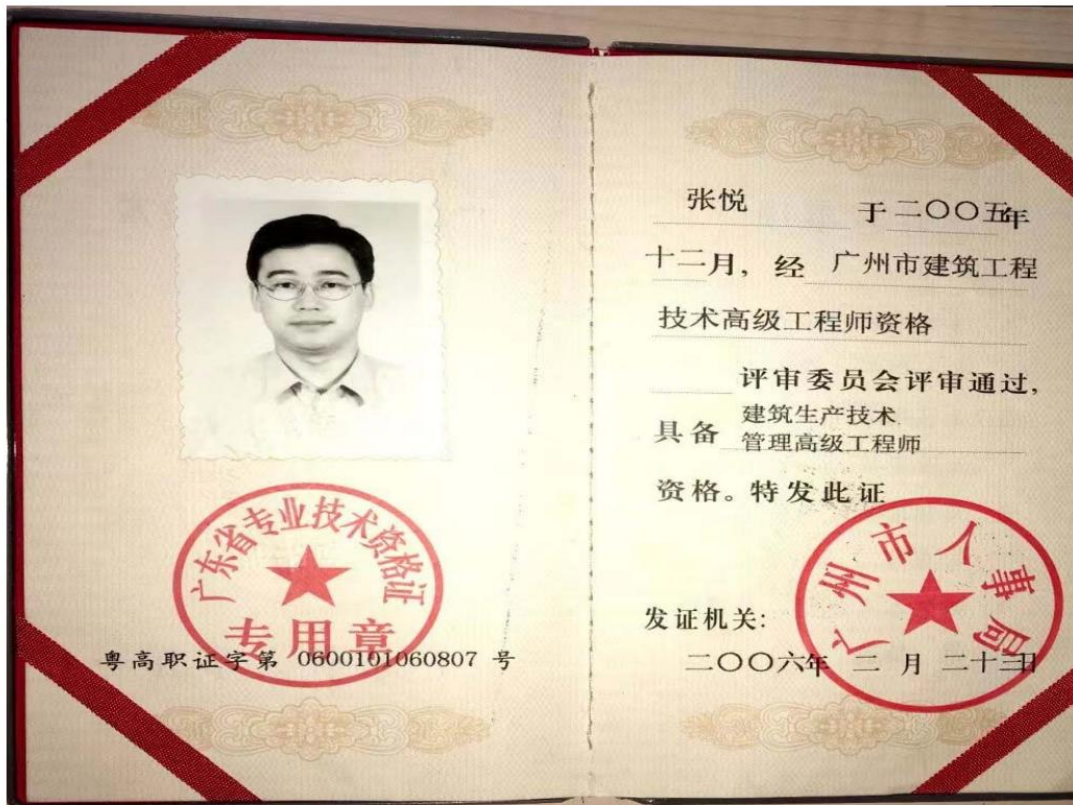 广东省专业技术资格证
专用章
粤高职证字第 0600101060807 号
张悦 于二〇〇五年
十二月，经 广州市建筑工程
技术高级工程师资格
评审委员会评审通过，
具备 建筑生产技术
管理高级工程师
资格。特发此证
广州市人事局
发证机关：
二〇〇六年 二 月 二十三日